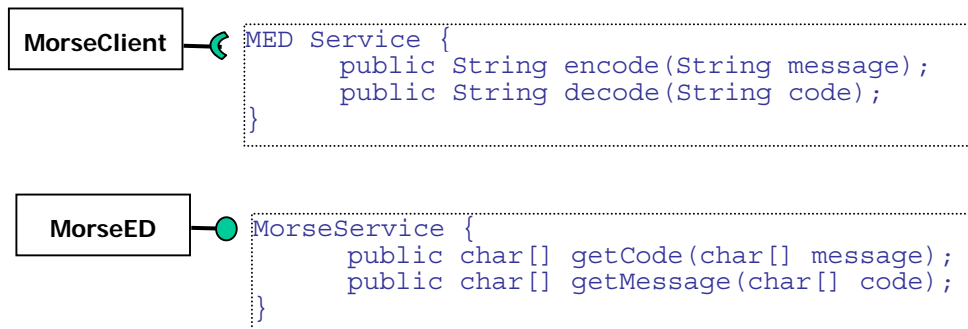 MorseClient
MED Service {
public String encode(String message);
public String decode(String code);
}
MorseED
MorseService {
public char[] getCode(char[] message);
public char[] getMessage(char[] code);
}